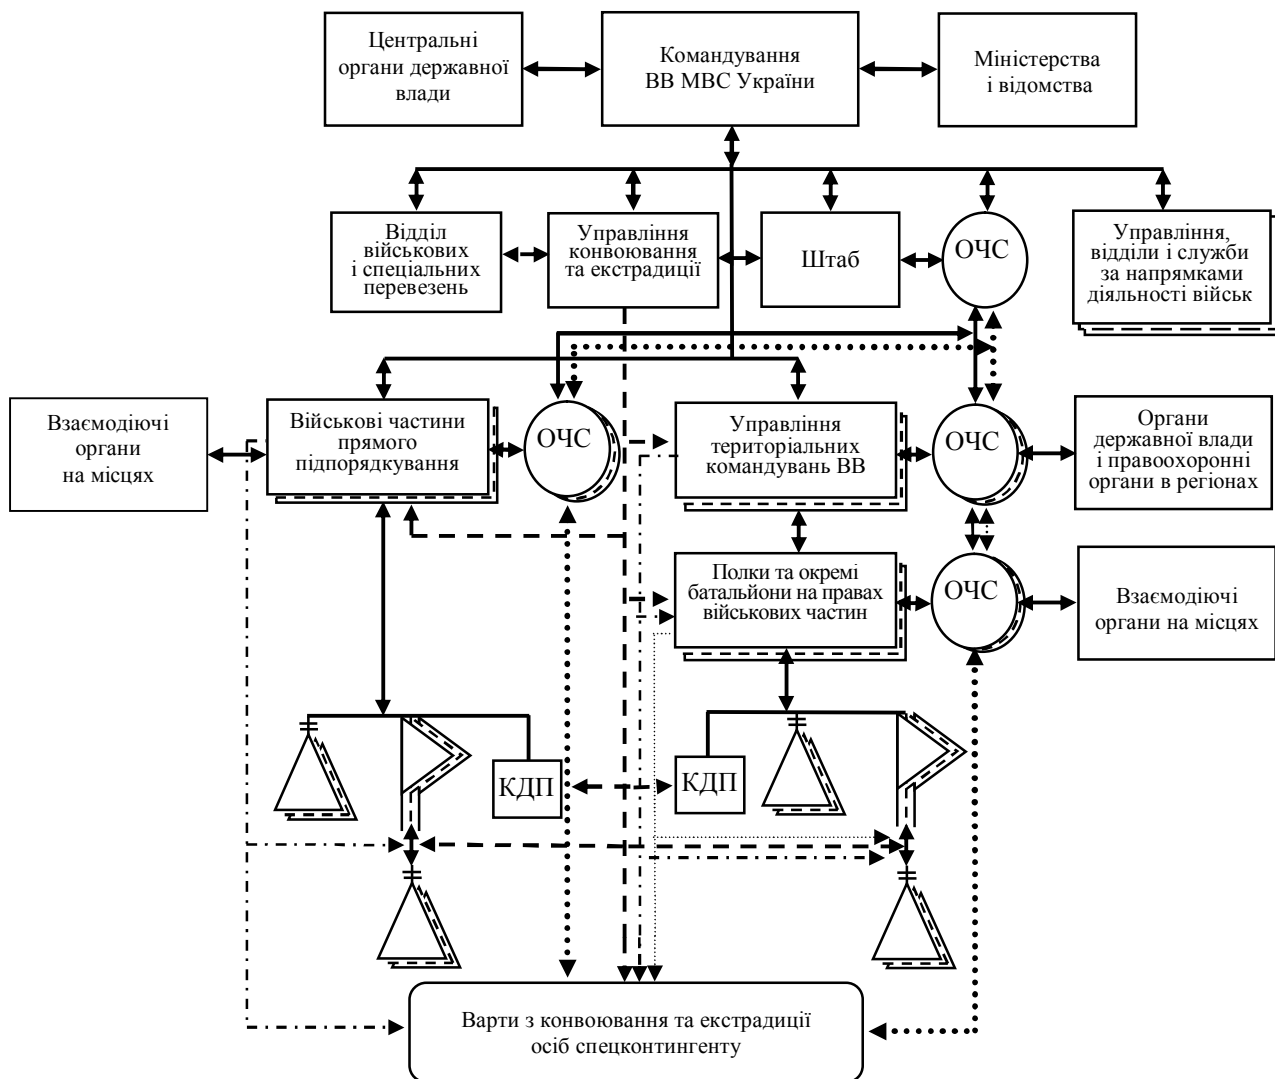 Центральні
органи державної
влади
Командування
ВВ МВС України
Міністерства
і відомства
Відділ
військових
і спеціальних
перевезень
Управління
конвоювання
та екстрадиції
Штаб
ОЧС
Управління,
відділи і служби
за напрямками
діяльності військ
Взаємодіючі
органи
на місцях
Військові частини
прямого
підпорядкування
ОЧС
Управління
територіальних
командувань ВВ
ОЧС
Органи
державної влади
і правоохоронні
органи в регіонах
Полки та окремі
батальйони на правах
військових частин
ОЧС
Взаємодіючі
органи на місцях
КДП
КДП
Варти з конвоювання та екстрадиції
осіб спецконтингенту